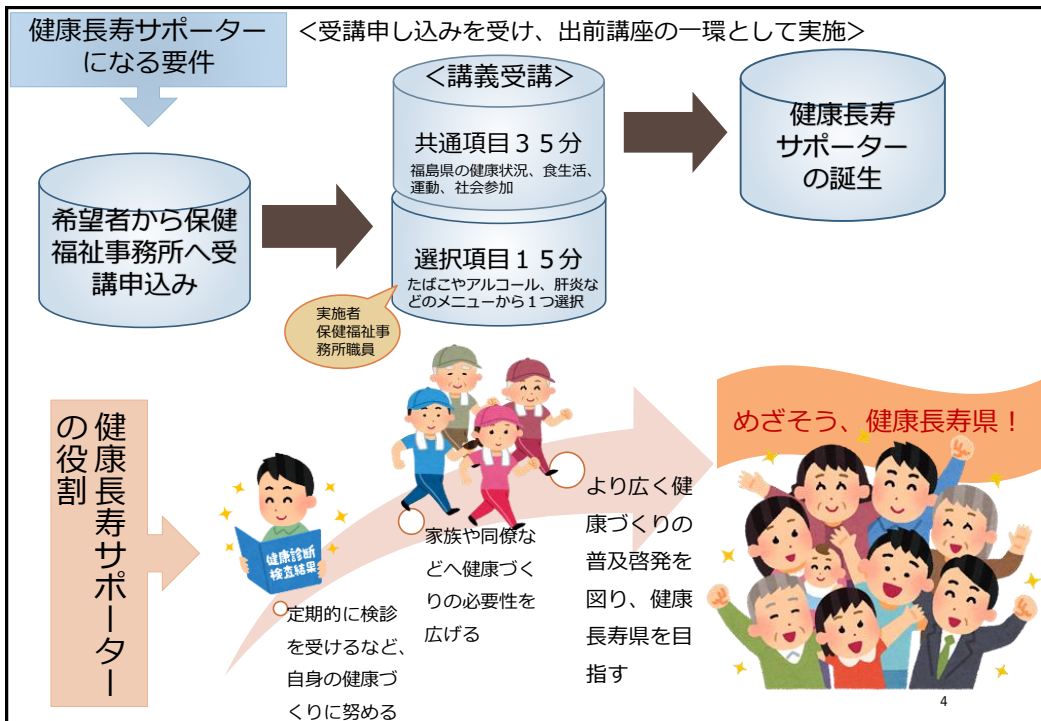 健康長寿サポーター
になる要件
＜受講申し込みを受け、出前講座の一環として実施＞
希望者から保健
福祉事務所へ受
講申込み
＜講義受講＞
共通項目３５分
福島県の健康状況、食生活、
運動、社会参加
選択項目１５分
たばこやアルコール、肝炎な
どのメニューから１つ選択
実施者
保健福祉事
務所職員
健康長寿
サポーター
の誕生
健康長寿サポーター
の役割
健康診断
検査結果
定期的に検診
を受けるなど、
自身の健康づ
くりに努める
家族や同僚な
どへ健康づく
りの必要性を
広げる
より広く健
康づくりの
普及啓発を
図り、健康
長寿県を目
指す
めざそう、健康長寿県！
4